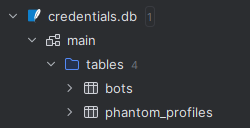 credentials.db 1
main
tables 4
bots
phantom_profiles